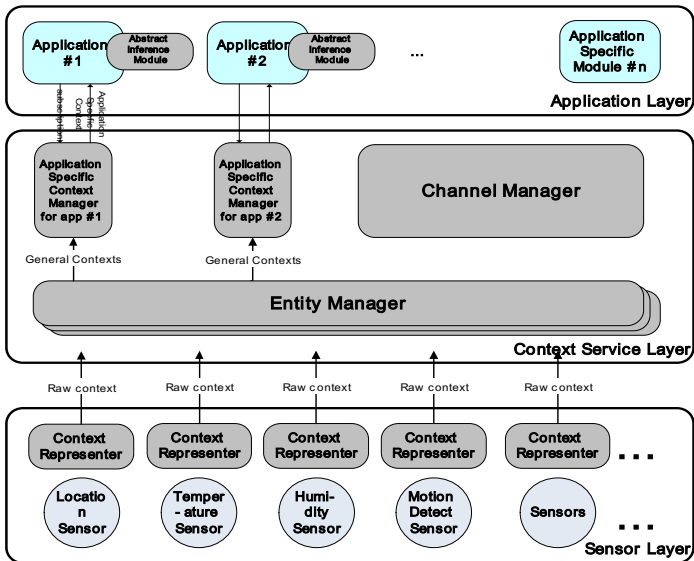 Application
#1
Abstract
Inference
Module
Application
#2
Abstract
Inference
Module
...
Application
Specific
Module #n
Application Layer
subscription
Application
Specific
Context
Application
Specific
Context
Manager
for app #1
Application
Specific
Context
Manager
for app #2
Channel Manager
General Contexts
General Contexts
Entity Manager
Context Service Layer
Raw context
Raw context
Raw context
Raw context
Raw context
Context
Representer
Context
Representer
Context
Representer
Context
Representer
Context
Representer
...
Locatio
n
Sensor
Temper
- ature
Sensor
Humi-
dity
Sensor
Motion
Detect
Sensor
Sensors
...
Sensor Layer